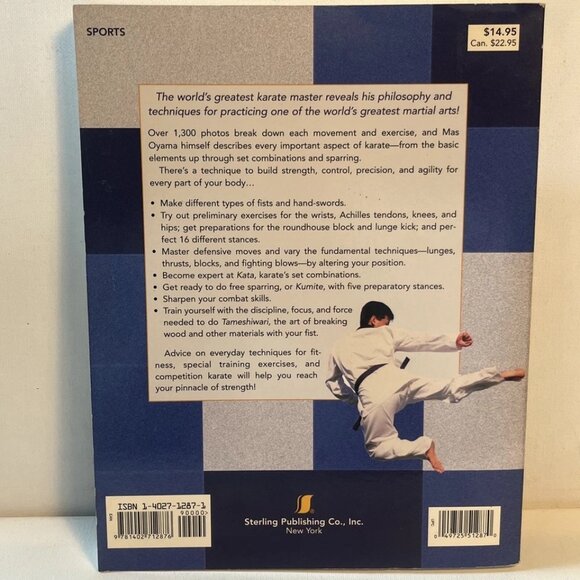 SPORTS
$14.95
Can. $22.95
The world's greatest karate master reveals his philosophy and
techniques for practicing one of the world's greatest martial arts!
Over 1,300 photos break down each movement and exercise, and Mas
Oyama himself describes every important aspect of karate—from the basic
elements up through set combinations and sparring.
There's a technique to build strength, control, precision, and agility for
every part of your body…
• Make different types of fists and hand-swords.
• Try out preliminary exercises for the wrists, Achilles tendons, knees, and
hips; get preparations for the roundhouse block and lunge kick; and per-
fect 16 different stances.
• Master defensive moves and vary the fundamental techniques—lunges,
thrusts, blocks, and fighting blows—by altering your position.
• Become expert at Kata, karate's set combinations.
• Get ready to do free sparring, or Kumite, with five preparatory stances.
• Sharpen your combat skills.
• Train yourself with the discipline, focus, and force
needed to do Tameshiwari, the art of breaking
wood and other materials with your fist.
Advice on everyday techniques for fit-
ness, special training exercises, and
competition karate will help you reach
your pinnacle of strength!
ISBN 1-4027-1287-1
90000>
9 781402 712876
EAN
Sterling Publishing Co., Inc.
New York
UPC
0 49725 51287 0